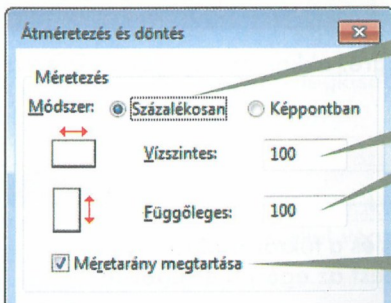 Átméretezés és döntés
Méretezés
Módszer: Százalékosan Képpontban
Vízszintes: 100
Függőleges: 100
Méretarány megtartása